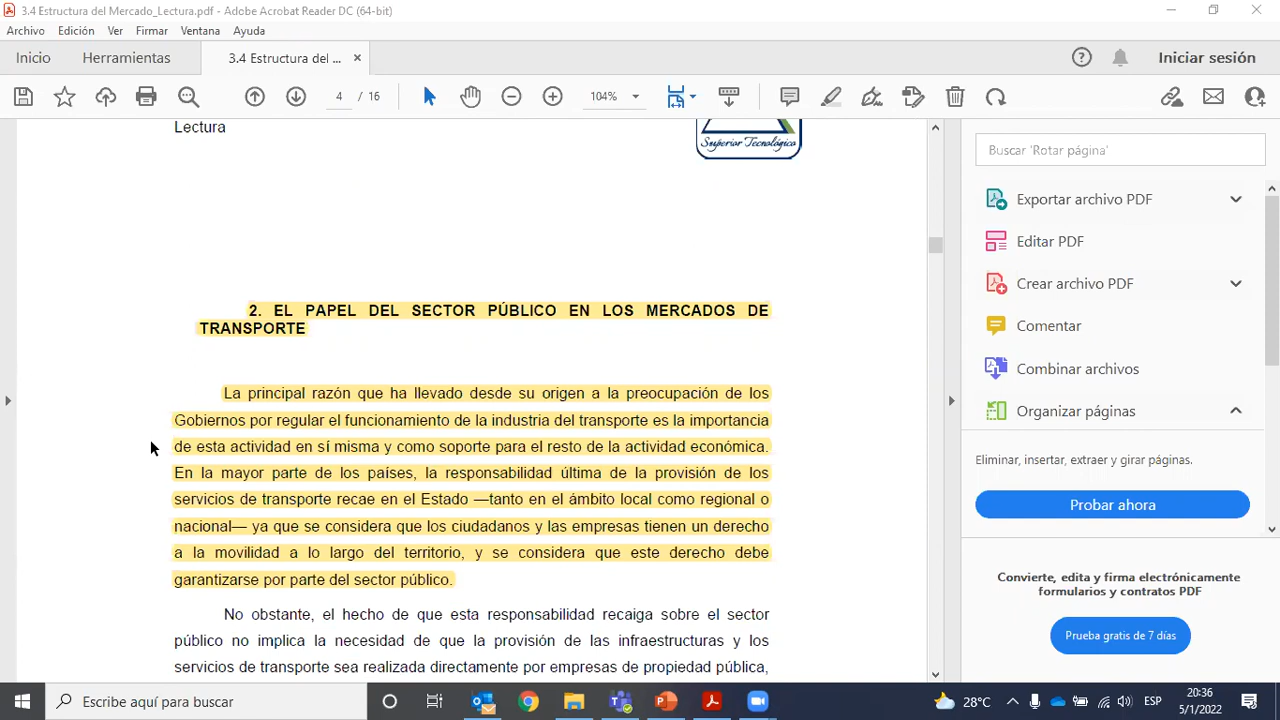 3.4 Estructura del Mercado_Lectura.pdf - Adobe Acrobat Reader DC (64-bit)
Archivo Edición Ver Firmar Ventana Ayuda
Inicio Herramientas 3.4 Estructura del ... × Iniciar sesión
4 / 16 104%
Lectura
Superior Tecnológico
Buscar 'Rotar página'
Exportar archivo PDF
Editar PDF
Crear archivo PDF
Comentar
Combinar archivos
Organizar páginas
Eliminar, insertar, extraer y girar páginas.
Probar ahora
Convierte, edita y firma electrónicamente
formularios y contratos PDF
Prueba gratis de 7 días
2. EL PAPEL DEL SECTOR PÚBLICO EN LOS MERCADOS DE
TRANSPORTE
La principal razón que ha llevado desde su origen a la preocupación de los
Gobiernos por regular el funcionamiento de la industria del transporte es la importancia
de esta actividad en sí misma y como soporte para el resto de la actividad económica.
En la mayor parte de los países, la responsabilidad última de la provisión de los
servicios de transporte recae en el Estado —tanto en el ámbito local como regional o
nacional— ya que se considera que los ciudadanos y las empresas tienen un derecho
a la movilidad a lo largo del territorio, y se considera que este derecho debe
garantizarse por parte del sector público.
No obstante, el hecho de que esta responsabilidad recaiga sobre el sector
público no implica la necesidad de que la provisión de las infraestructuras y los
servicios de transporte sea realizada directamente por empresas de propiedad pública,
Escribe aquí para buscar
28°C ESP 20:36
5/1/2022